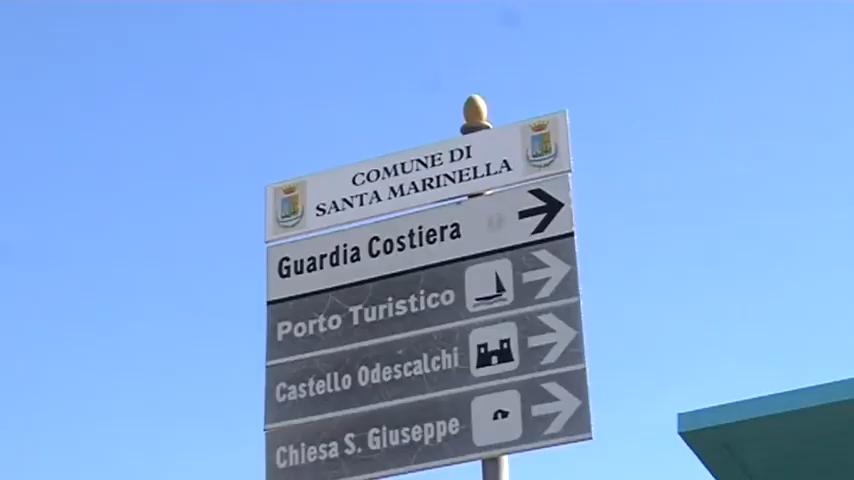 COMUNE DI
SANTA MARINELLA
Guardia Costiera
Porto Turistico
Castello Odescalchi
Chiesa S. Giuseppe